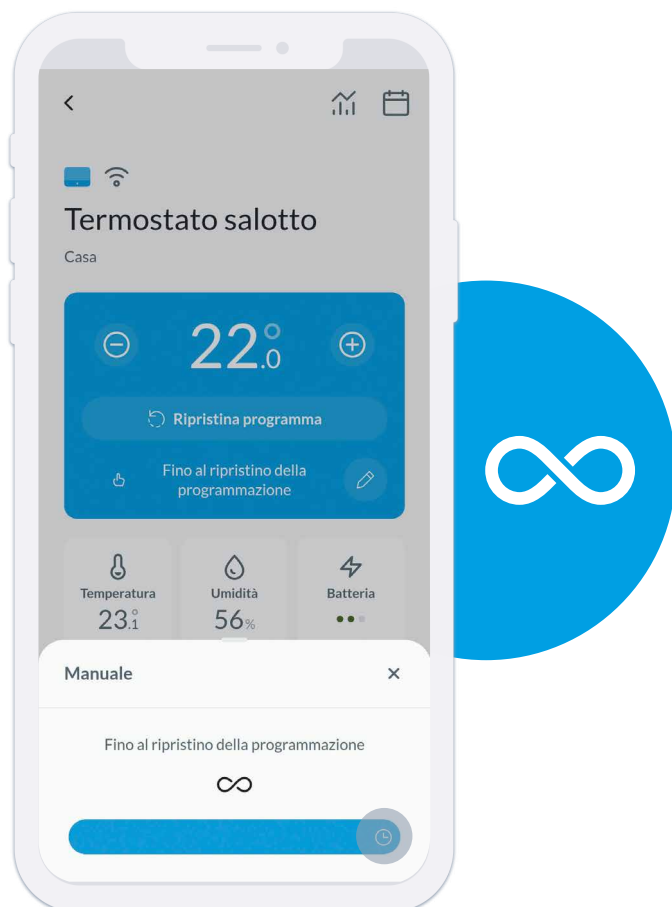 Termostato salotto
Casa
22°.0
Ripristina programma
Fino al ripristino della
programmazione
Temperatura
Umidità
Batteria
23°.1
56%
Manuale
Fino al ripristino della programmazione